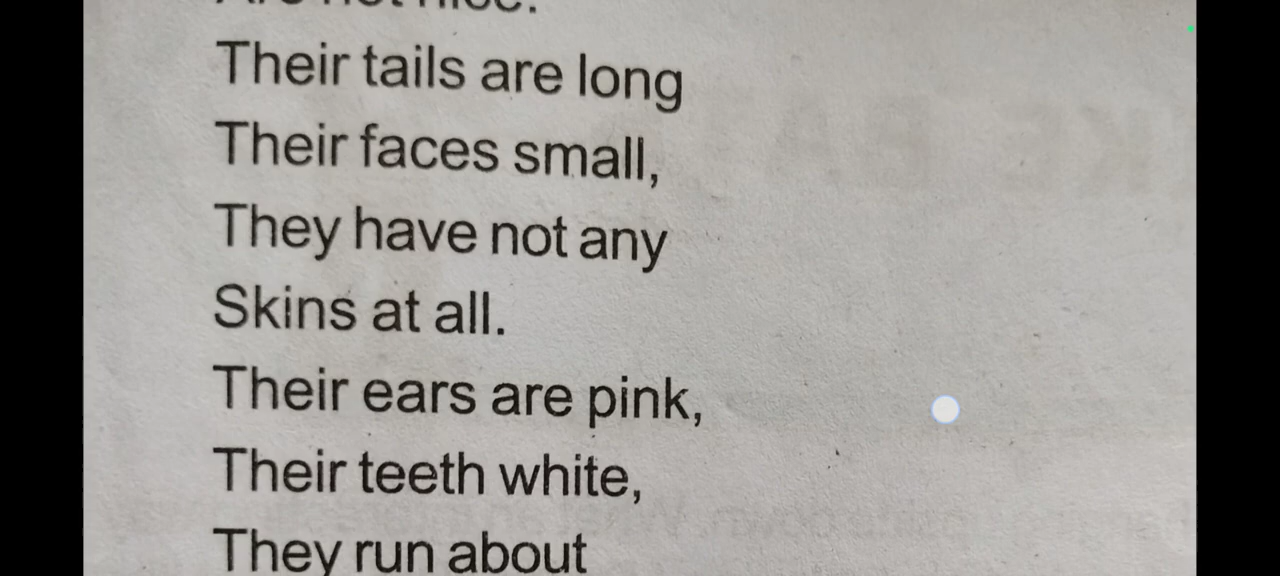 Their tails are long
Their faces small,
They have not any
Skins at all.
Their ears are pink,
Their teeth white,
They run about